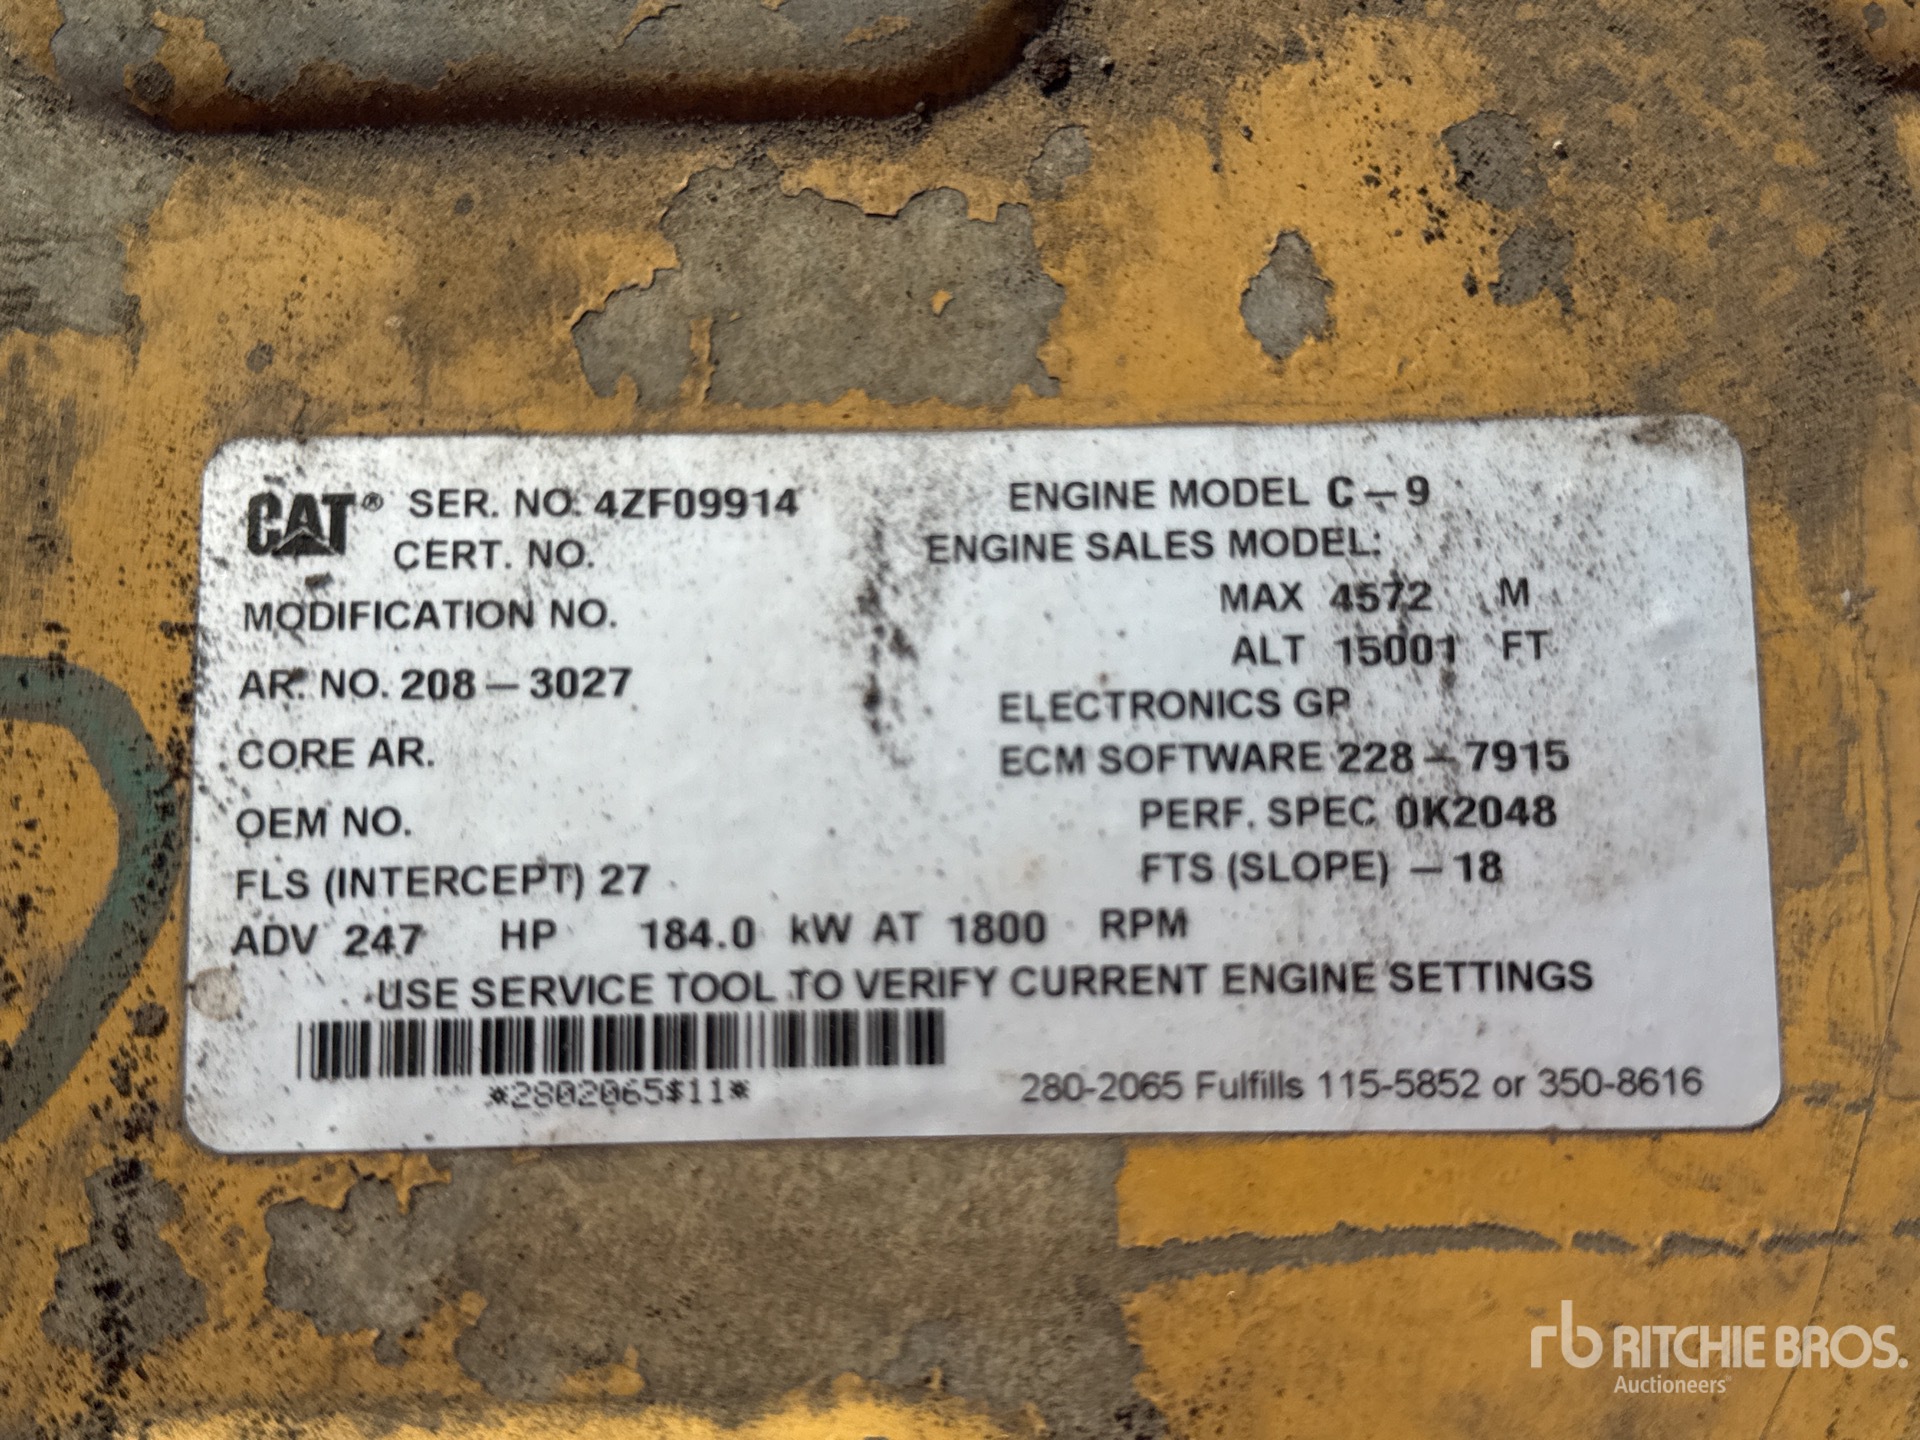 CAT® SER. NO. 4ZF09914 ENGINE MODEL C-9
CERT. NO. ENGINE SALES MODEL:
MODIFICATION NO. MAX 4572 M
ALT 15001 FT
AR. NO. 208-3027 ELECTRONICS GP
CORE AR. ECM SOFTWARE 228-7915
OEM NO. PERF. SPEC 0K2048
FLS (INTERCEPT) 27 FTS (SLOPE) -18
ADV 247 HP 184.0 kW AT 1800 RPM
USE SERVICE TOOL TO VERIFY CURRENT ENGINE SETTINGS
*2802065$11* 280-2065 Fulfills 115-5852 or 350-8616
rb RITCHIE BROS.
Auctioneers